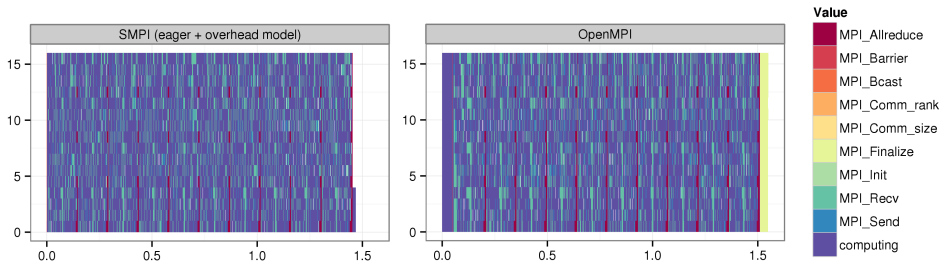 SMPI (eager + overhead model)
OpenMPI
15
10
5
0
0.0
0.5
1.0
1.5
15
10
5
0
0.0
0.5
1.0
1.5
Value
MPI_Allreduce
MPI_Barrier
MPI_Bcast
MPI_Comm_rank
MPI_Comm_size
MPI_Finalize
MPI_Init
MPI_Recv
MPI_Send
computing